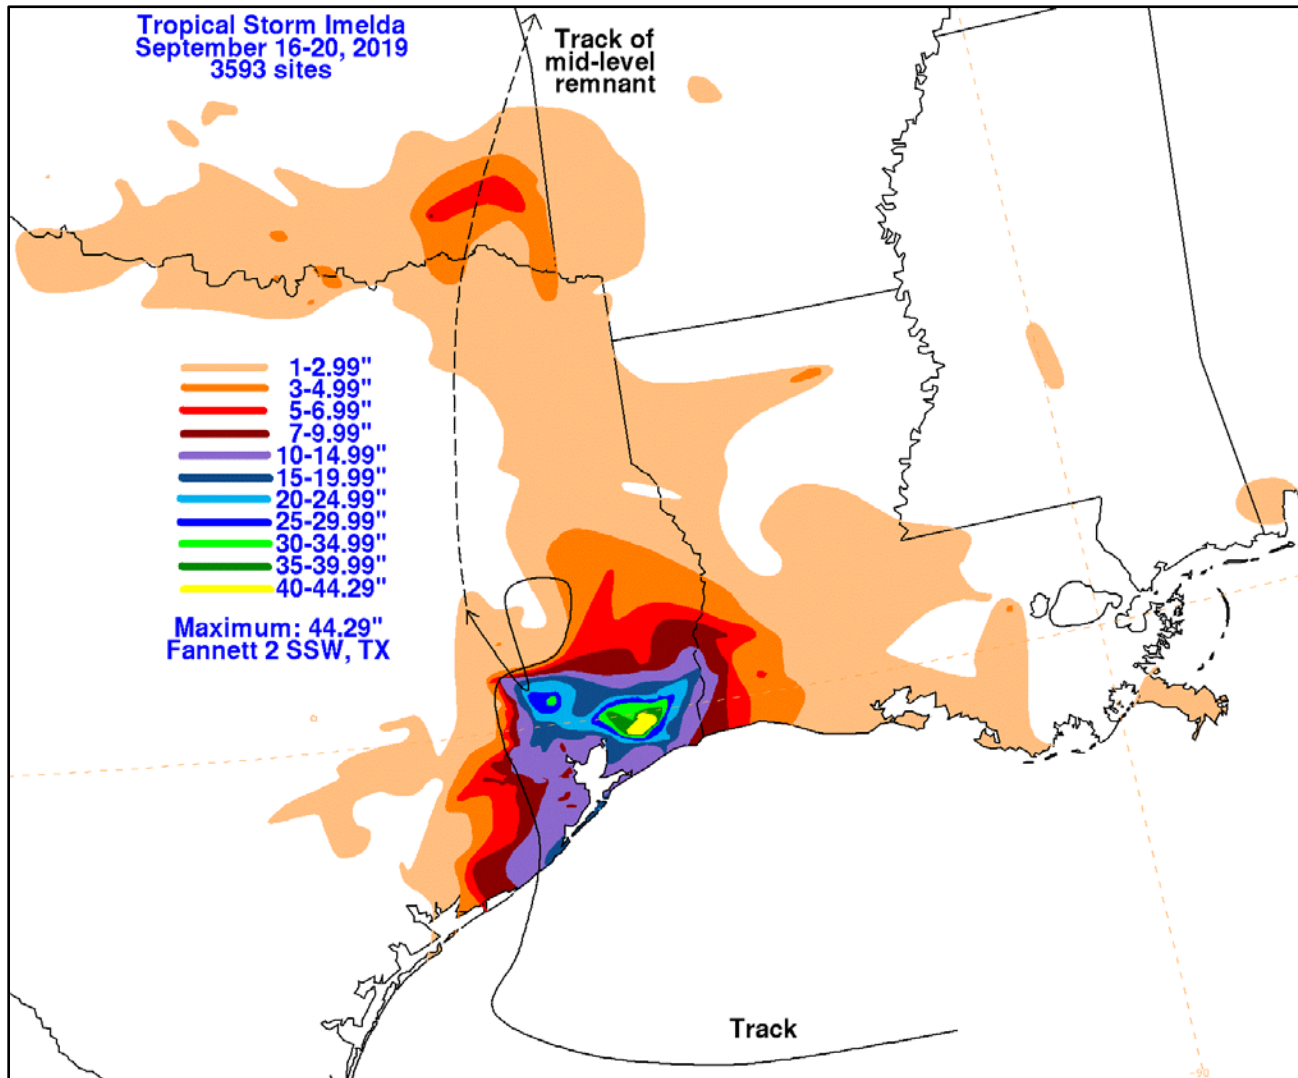 Tropical Storm Imelda
September 16-20, 2019
3593 sites
Track of
mid-level
remnant
1-2.99"
3-4.99"
5-6.99"
7-9.99"
10-14.99"
15-19.99"
20-24.99"
25-29.99"
30-34.99"
35-39.99"
40-44.29"
Maximum: 44.29"
Fannett 2 SSW, TX
Track
-90